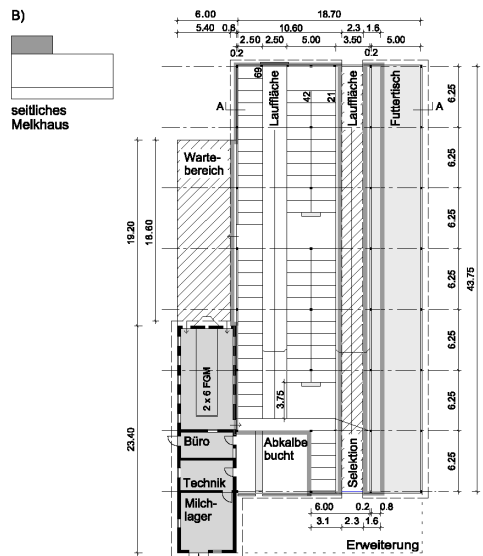 B)
seitliches
Melkhaus
6.00
18.70
5.40
0.6
10.60
2.3
1.6
2.50
2.50
5.00
3.50
5.00
0.2
0.2
A
69
Lauffläche
42
21
Lauffläche
Futtertisch
A
Warte-
bereich
19.20
18.60
6.25
6.25
6.25
6.25
6.25
6.25
6.25
43.75
2 x 6 FGM
3.75
23.40
Büro
Abkalbe
bucht
Selektion
Technik
Milch-
lager
6.00
0.2
0.8
3.1
2.3
1.6
Erweiterung